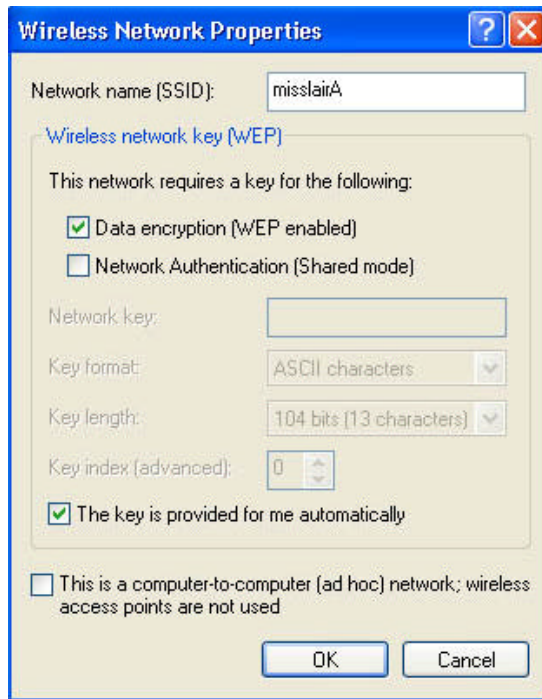 Wireless Network Properties
Network name (SSID): misslairA
Wireless network key (WEP)
This network requires a key for the following:
Data encryption (WEP enabled)
Network Authentication (Shared mode)
Network key:
Key format: ASCII characters
Key length: 104 bits (13 characters)
Key index (advanced): 0
The key is provided for me automatically
This is a computer-to-computer (ad hoc) network; wireless
access points are not used
OK Cancel